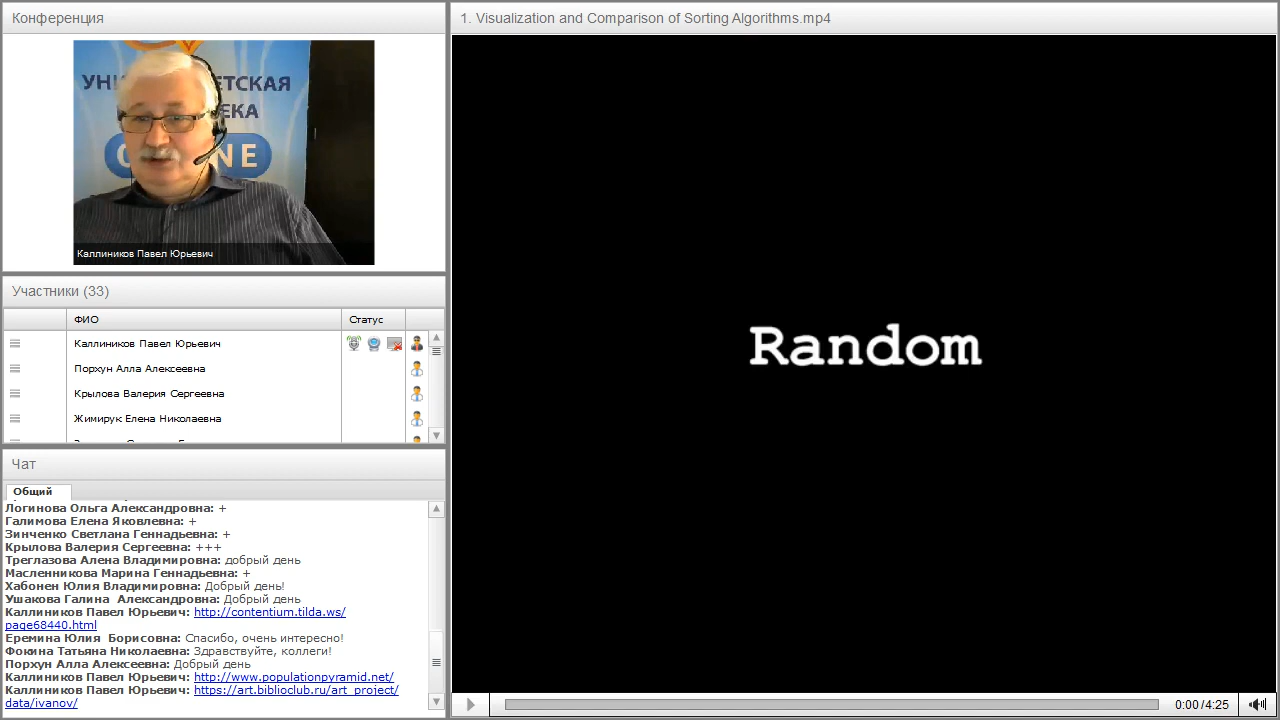 Конференция
УНИ
ЕТСКАЯ
ЕКА
NE
Каллиников Павел Юрьевич
Участники (33)
ФИО
Статус
Каллиников Павел Юрьевич
Порхун Алла Алексеевна
Крылова Валерия Сергеевна
Жимирук Елена Николаевна
Чат
Общий
Логинова Ольга Александровна: +
Галимова Елена Яковлевна: +
Зинченко Светлана Геннадьевна: +
Крылова Валерия Сергеевна: +++
Треглазова Алена Владимировна: добрый день
Масленникова Марина Геннадьевна: +
Хабонен Юлия Владимировна: Добрый день!
Ушакова Галина Александровна: Добрый день
Каллиников Павел Юрьевич: http://contentium.tilda.ws/
page68440.html
Еремина Юлия Борисовна: Спасибо, очень интересно!
Фокина Татьяна Николаевна: Здравствуйте, коллеги!
Порхун Алла Алексеевна: Добрый день
Каллиников Павел Юрьевич: http://www.populationpyramid.net/
Каллиников Павел Юрьевич: https://art.biblioclub.ru/art_project/
data/ivanov/
1. Visualization and Comparison of Sorting Algorithms.mp4
Random
0:00/4:25